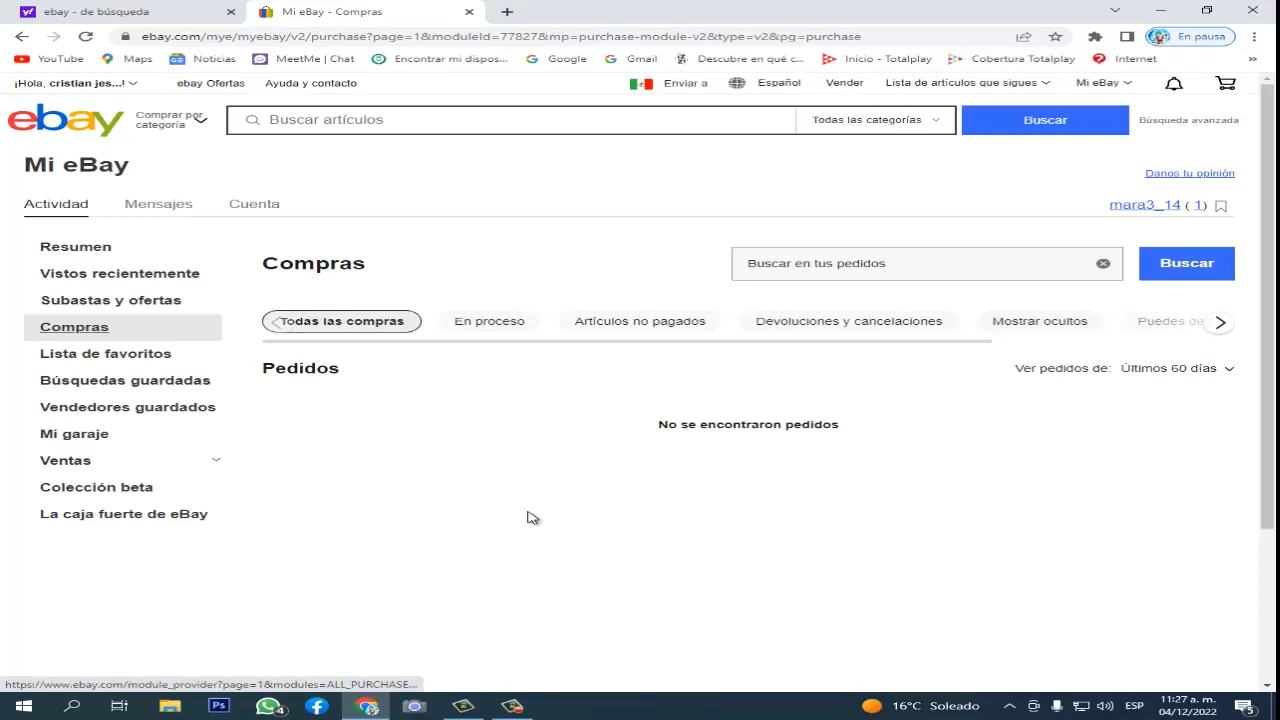 ebay - de búsqueda
Mi eBay - Compras
ebay.com/mye/myebay/v2/purchase?page=1&moduleId=77827&mp=purchase-module-v2&type=v2&pg=purchase
En pausa
YouTube
Maps
Noticias
MeetMe | Chat
Encontrar mi dispos...
Google
Gmail
Descubre en qué c...
Inicio - Totalplay
Cobertura Totalplay
Internet
»
¡Hola, cristian jes...!
ebay Ofertas
Ayuda y contacto
Enviar a
Español
Vender
Lista de artículos que sigues
Mi eBay
ebay
Comprar por
categoría
Buscar artículos
Todas las categorías
Buscar
Búsqueda avanzada
Mi eBay
Danos tu opinión
Actividad
Mensajes
Cuenta
mara3_14 ( 1)
Resumen
Vistos recientemente
Subastas y ofertas
Compras
Lista de favoritos
Búsquedas guardadas
Vendedores guardados
Mi garaje
Ventas
Colección beta
La caja fuerte de eBay
Compras
Buscar en tus pedidos
Buscar
Todas las compras
En proceso
Artículos no pagados
Devoluciones y cancelaciones
Mostrar ocultos
Puedes de
Pedidos
Ver pedidos de: Últimos 60 días
No se encontraron pedidos
https://www.ebay.com/module_provider?page=1&modules=ALL_PURCHASE...
Ps
4
16°C Soleado
ESP
11:27 a. m.
04/12/2022
5